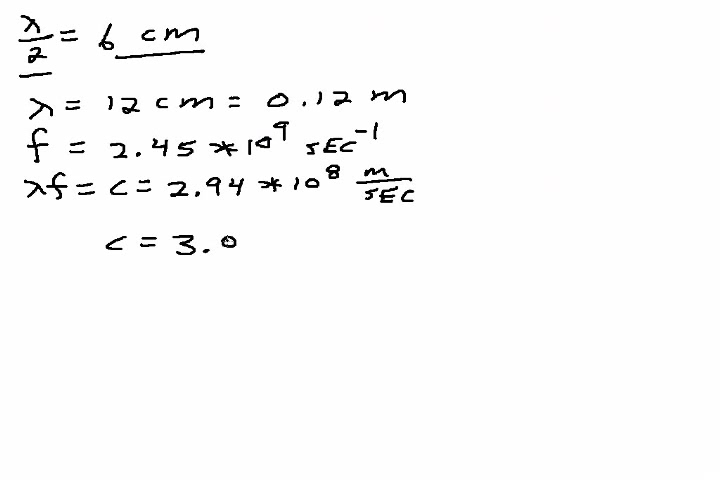 λ/2 = 6 cm
λ = 12 cm = 0.12 m
f = 2.45 * 10⁹ SEC⁻¹
λf = c = 2.94 * 10⁸ m/SEC
c = 3.0